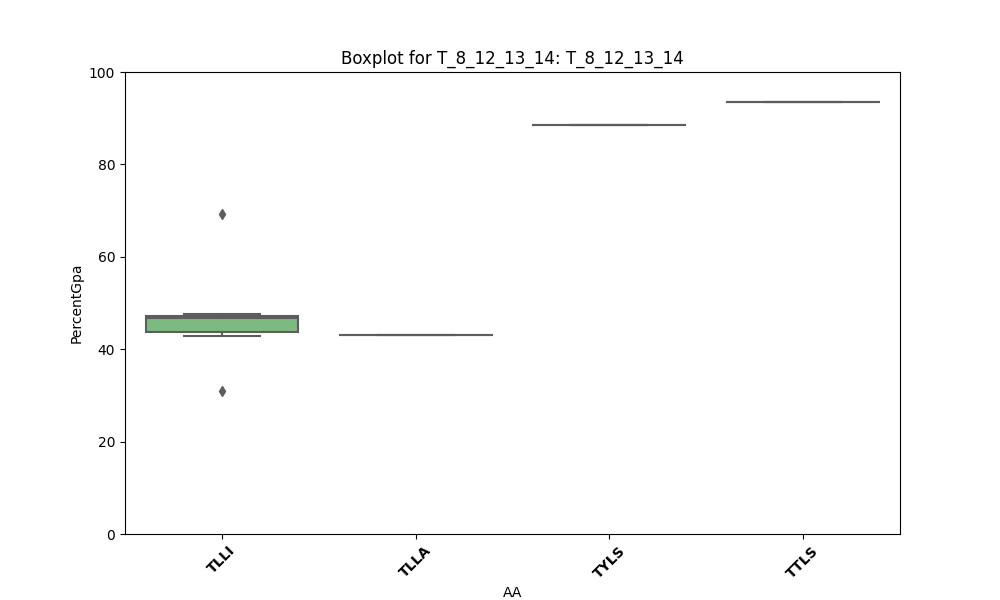 Boxplot for T_8_12_13_14: T_8_12_13_14
100
80
60
40
20
0
PercentGpa
TLLI
TLLA
TYLS
TTLS
AA